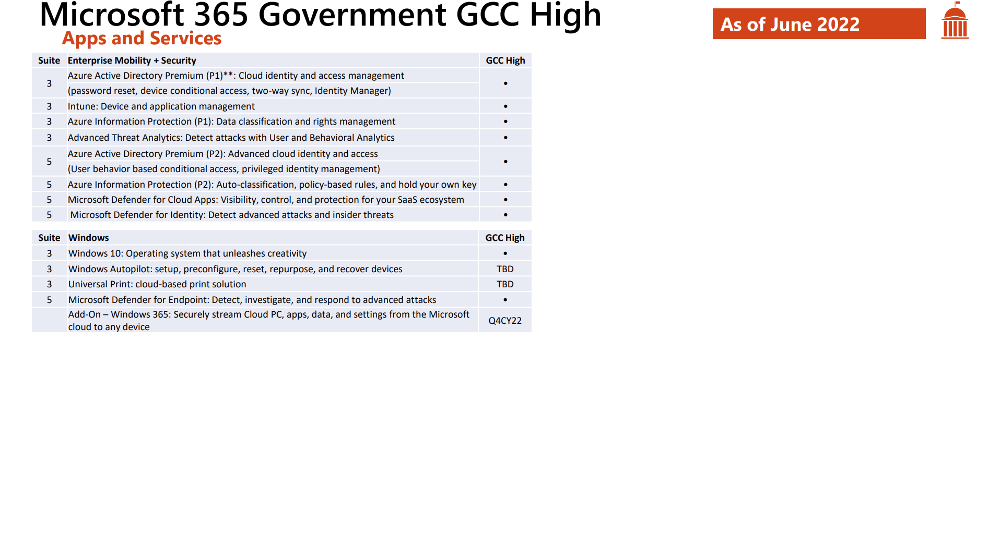 Microsoft 365 Government GCC High
Apps and Services
As of June 2022
Suite Enterprise Mobility + Security GCC High
3 Azure Active Directory Premium (P1)**: Cloud identity and access management •
(password reset, device conditional access, two-way sync, Identity Manager)
3 Intune: Device and application management •
3 Azure Information Protection (P1): Data classification and rights management •
3 Advanced Threat Analytics: Detect attacks with User and Behavioral Analytics •
5 Azure Active Directory Premium (P2): Advanced cloud identity and access •
(User behavior based conditional access, privileged identity management)
5 Azure Information Protection (P2): Auto-classification, policy-based rules, and hold your own key •
5 Microsoft Defender for Cloud Apps: Visibility, control, and protection for your SaaS ecosystem •
5 Microsoft Defender for Identity: Detect advanced attacks and insider threats •
Suite Windows GCC High
3 Windows 10: Operating system that unleashes creativity •
3 Windows Autopilot: setup, preconfigure, reset, repurpose, and recover devices TBD
3 Universal Print: cloud-based print solution TBD
5 Microsoft Defender for Endpoint: Detect, investigate, and respond to advanced attacks •
Add-On – Windows 365: Securely stream Cloud PC, apps, data, and settings from the Microsoft
cloud to any device Q4CY22